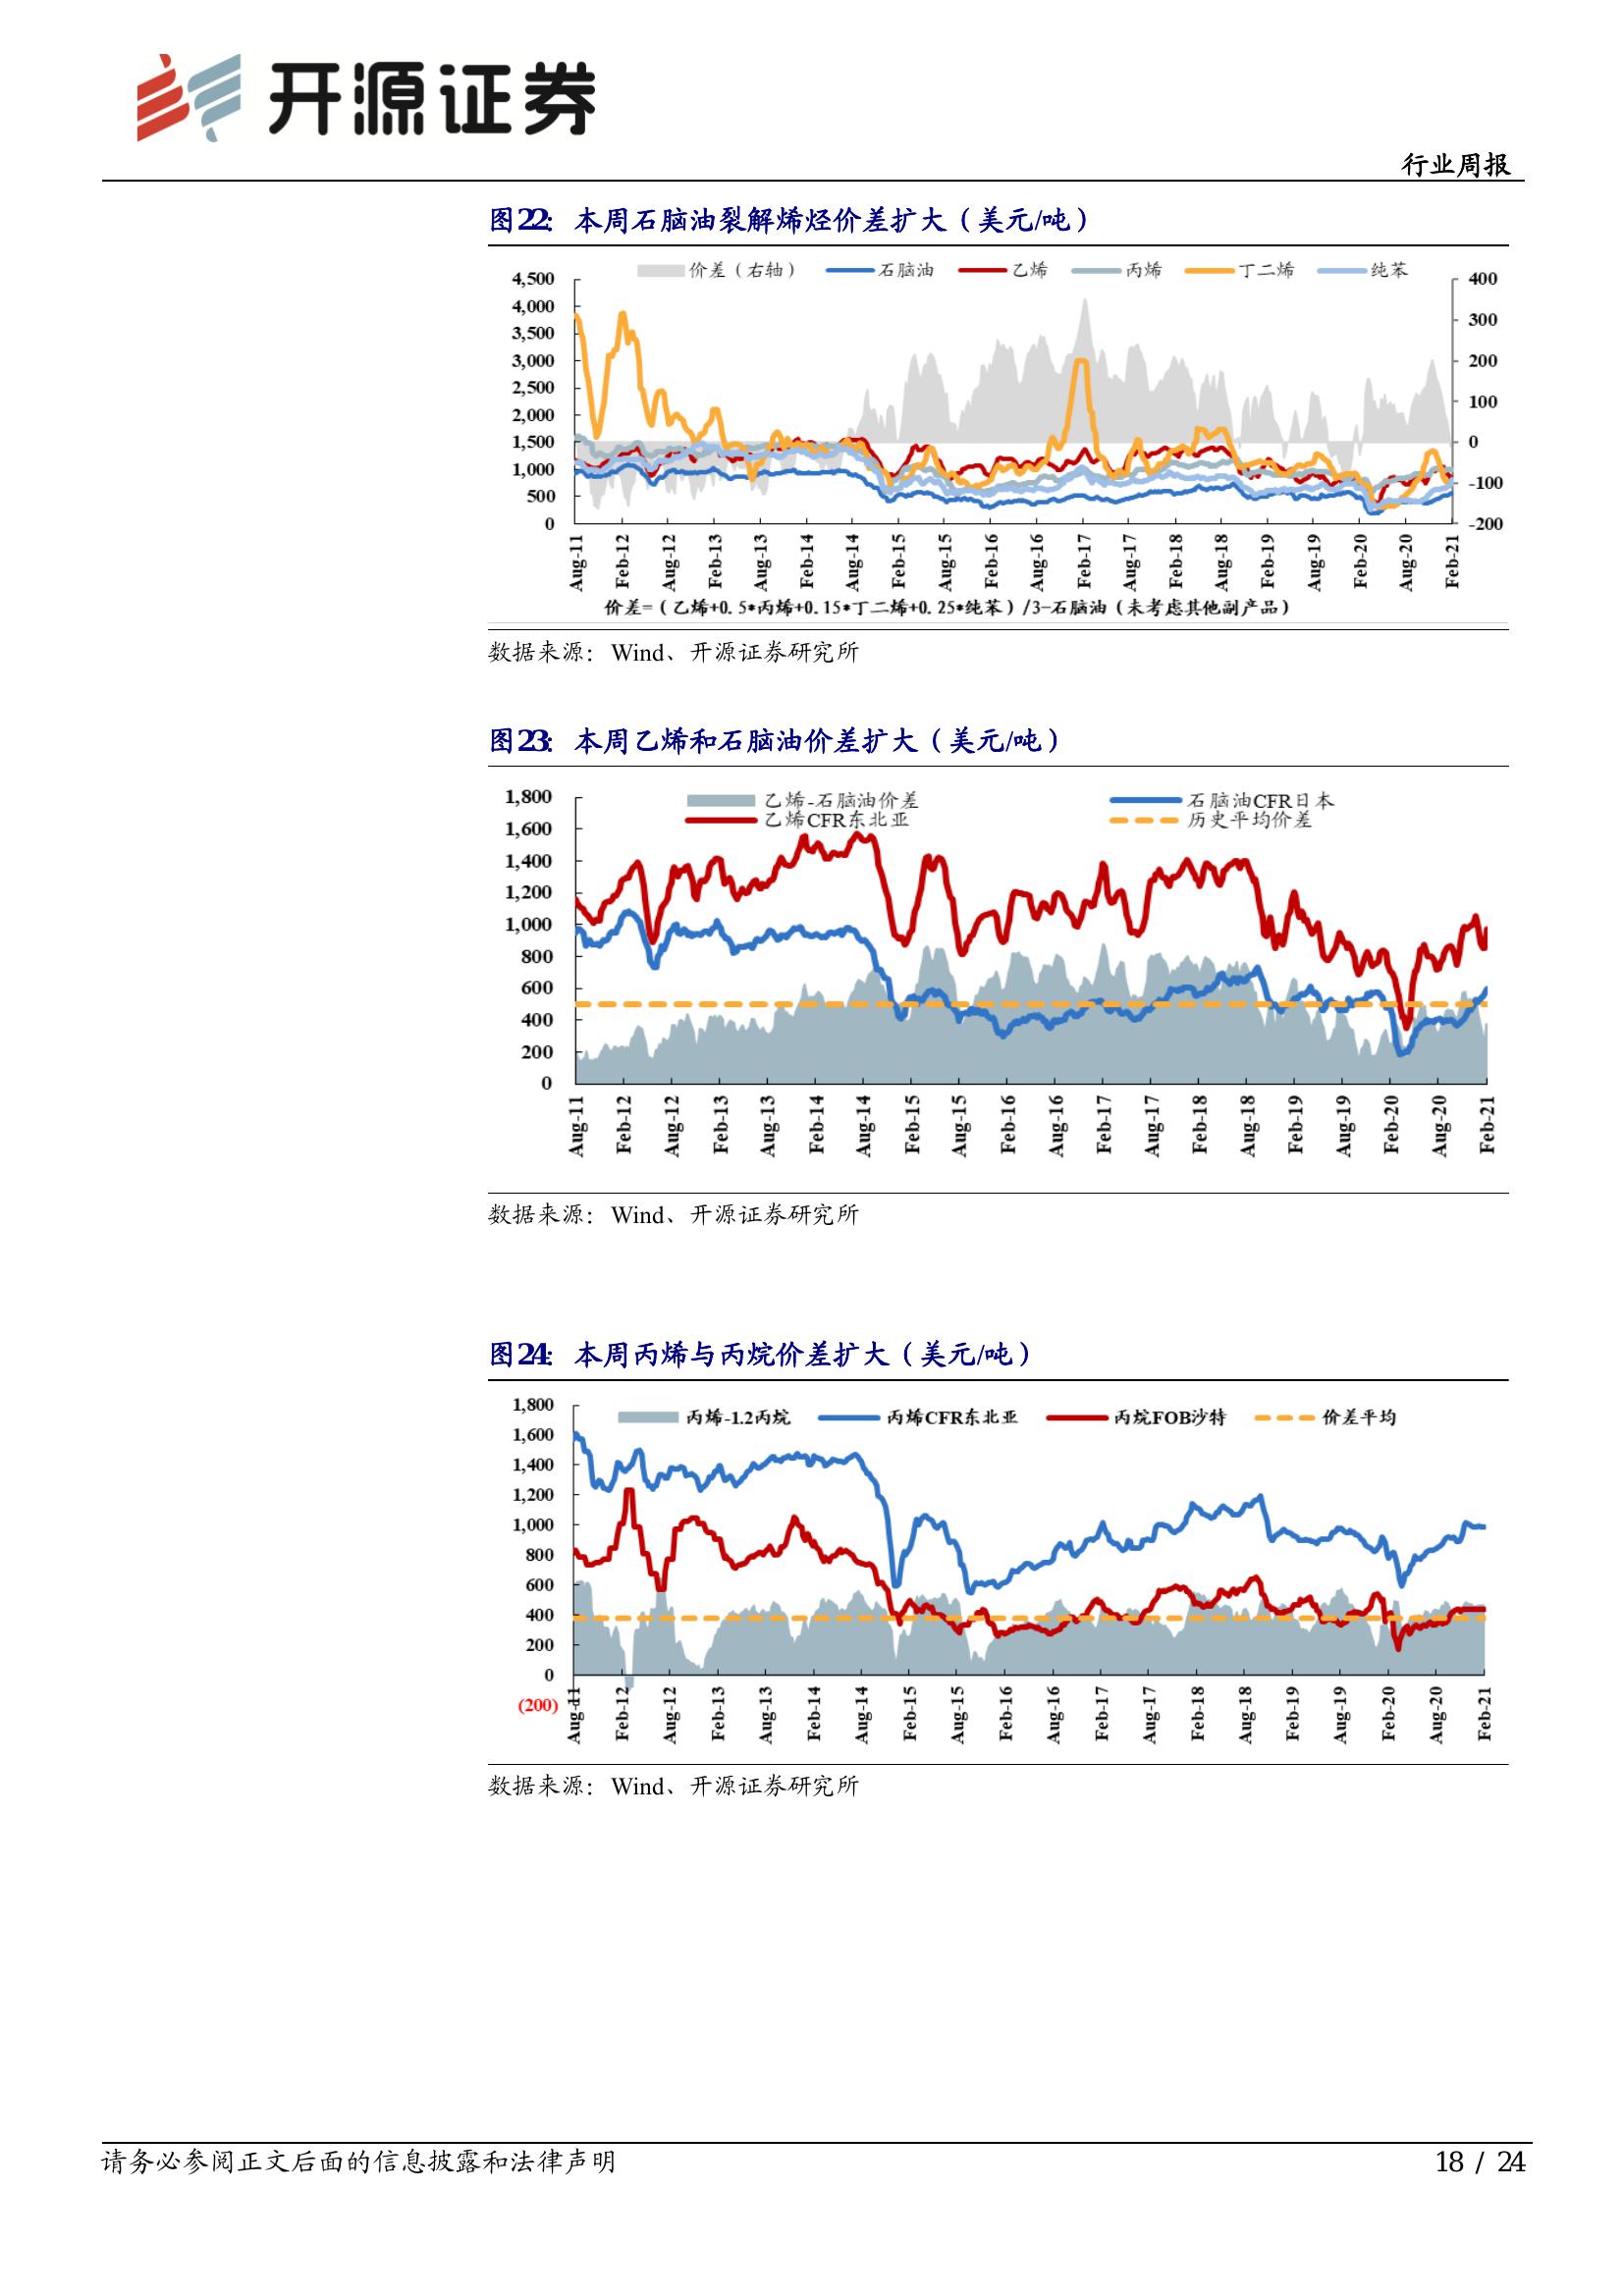 开源证券
行业周报
图22: 本周石脑油裂解烯烃价差扩大（美元/吨）
价差（右轴） 石脑油 乙烯 丙烯 丁二烯 纯苯
4,500
4,000
3,500
3,000
2,500
2,000
1,500
1,000
500
0
400
300
200
100
0
-100
-200
Aug-11 Feb-12 Aug-12 Feb-13 Aug-13 Feb-14 Aug-14 Feb-15 Aug-15 Feb-16 Aug-16 Feb-17 Aug-17 Feb-18 Aug-18 Feb-19 Aug-19 Feb-20 Aug-20 Feb-21
价差=（乙烯+0.5*丙烯+0.15*丁二烯+0.25*纯苯）/3-石脑油（未考虑其他副产品）
数据来源：Wind、开源证券研究所
图23: 本周乙烯和石脑油价差扩大（美元/吨）
乙烯-石脑油价差 石脑油CFR日本
乙烯CFR东北亚 历史平均价差
1,800
1,600
1,400
1,200
1,000
800
600
400
200
0
Aug-11 Feb-12 Aug-12 Feb-13 Aug-13 Feb-14 Aug-14 Feb-15 Aug-15 Feb-16 Aug-16 Feb-17 Aug-17 Feb-18 Aug-18 Feb-19 Aug-19 Feb-20 Aug-20 Feb-21
数据来源：Wind、开源证券研究所
图24: 本周丙烯与丙烷价差扩大（美元/吨）
丙烯-1.2丙烷 丙烯CFR东北亚 丙烷FOB沙特 价差平均
1,800
1,600
1,400
1,200
1,000
800
600
400
200
0
(200)
Aug-11 Feb-12 Aug-12 Feb-13 Aug-13 Feb-14 Aug-14 Feb-15 Aug-15 Feb-16 Aug-16 Feb-17 Aug-17 Feb-18 Aug-18 Feb-19 Aug-19 Feb-20 Aug-20 Feb-21
数据来源：Wind、开源证券研究所
请务必参阅正文后面的信息披露和法律声明
18 / 24